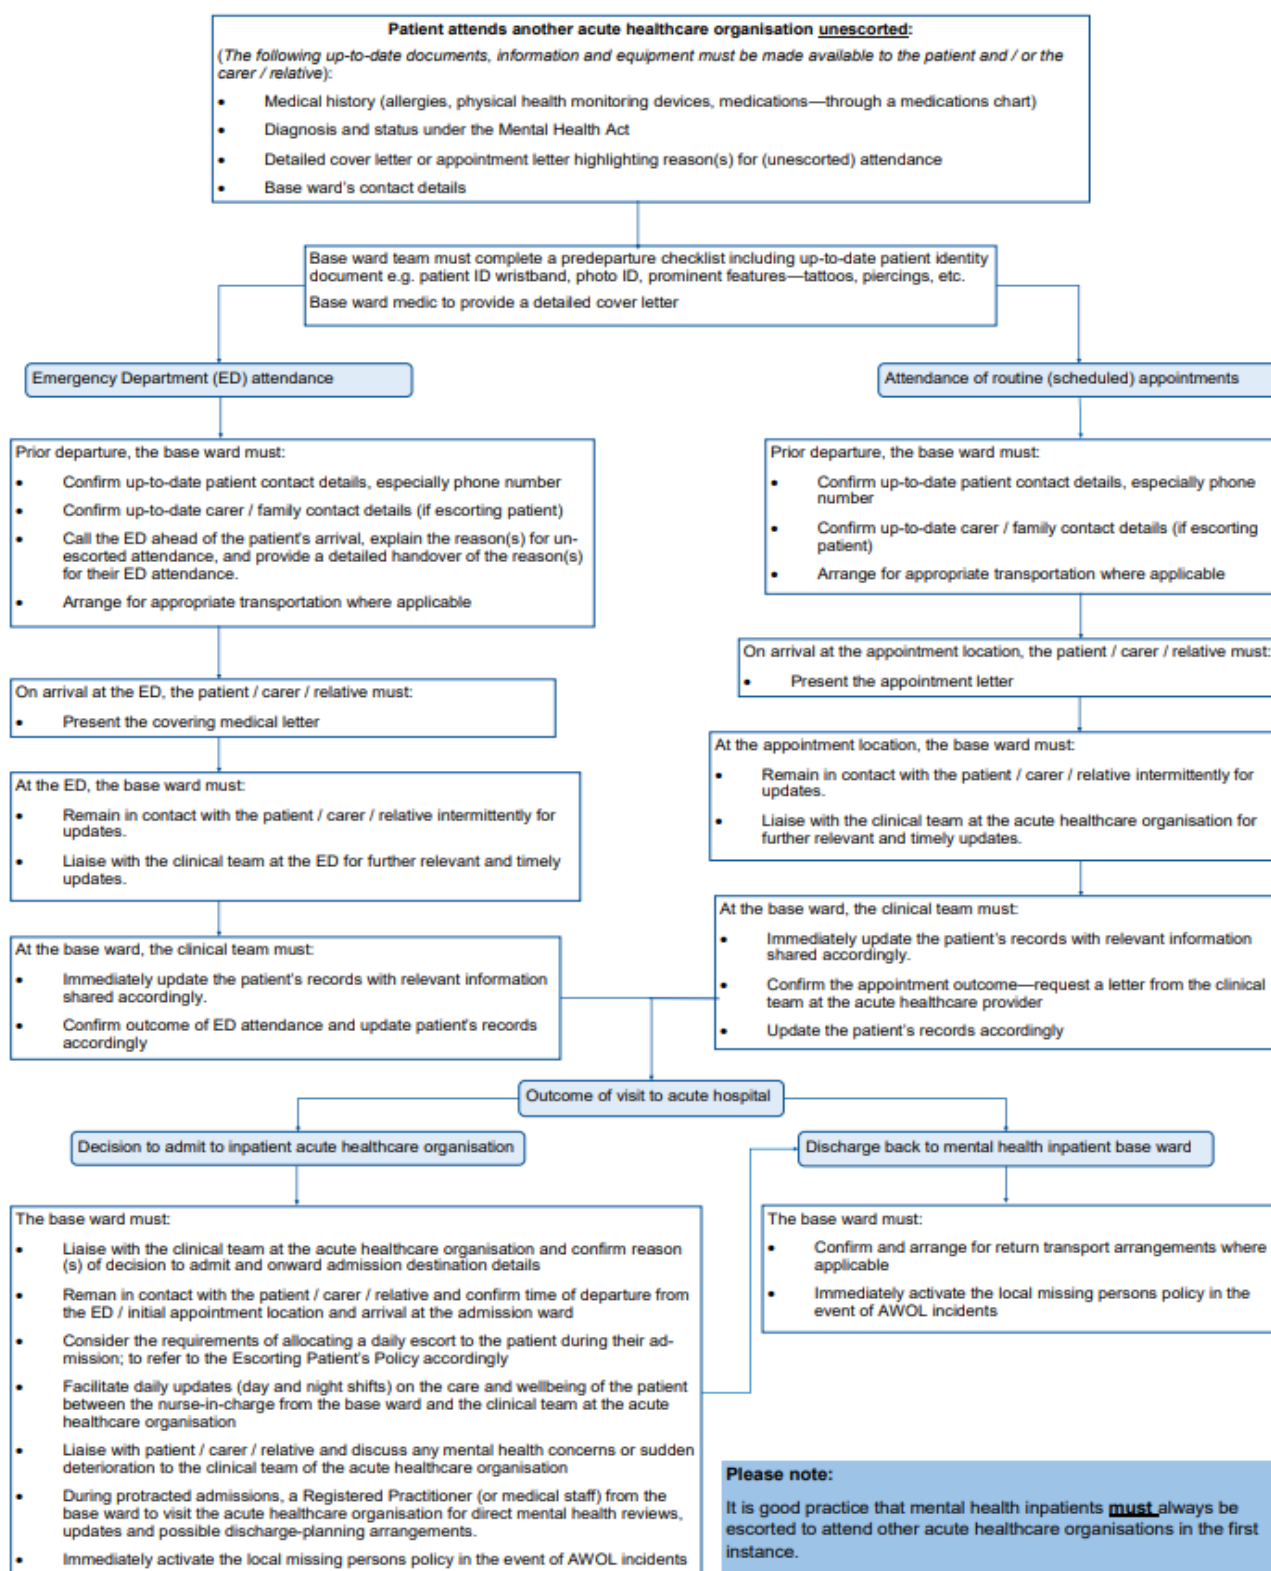 Patient attends another acute healthcare organisation unescorted:
(The following up-to-date documents, information and equipment must be made available to the patient and / or the
carer / relative):
• Medical history (allergies, physical health monitoring devices, medications—through a medications chart)
• Diagnosis and status under the Mental Health Act
• Detailed cover letter or appointment letter highlighting reason(s) for (unescorted) attendance
• Base ward's contact details
Base ward team must complete a predeparture checklist including up-to-date patient identity
document e.g. patient ID wristband, photo ID, prominent features—tattoos, piercings, etc.
Base ward medic to provide a detailed cover letter
Emergency Department (ED) attendance
Prior departure, the base ward must:
• Confirm up-to-date patient contact details, especially phone number
• Confirm up-to-date carer / family contact details (if escorting patient)
• Call the ED ahead of the patient's arrival, explain the reason(s) for un-
escorted attendance, and provide a detailed handover of the reason(s)
for their ED attendance.
• Arrange for appropriate transportation where applicable
On arrival at the ED, the patient / carer / relative must:
• Present the covering medical letter
At the ED, the base ward must:
• Remain in contact with the patient / carer / relative intermittently for
updates.
• Liaise with the clinical team at the ED for further relevant and timely
updates.
At the base ward, the clinical team must:
• Immediately update the patient's records with relevant information
shared accordingly.
• Confirm outcome of ED attendance and update patient's records
accordingly
Attendance of routine (scheduled) appointments
Prior departure, the base ward must:
• Confirm up-to-date patient contact details, especially phone
number
• Confirm up-to-date carer / family contact details (if escorting
patient)
• Arrange for appropriate transportation where applicable
On arrival at the appointment location, the patient / carer / relative must:
• Present the appointment letter
At the appointment location, the base ward must:
• Remain in contact with the patient / carer / relative intermittently for
updates.
• Liaise with the clinical team at the acute healthcare organisation for
further relevant and timely updates.
At the base ward, the clinical team must:
• Immediately update the patient's records with relevant information
shared accordingly.
• Confirm the appointment outcome—request a letter from the clinical
team at the acute healthcare provider
• Update the patient's records accordingly
Outcome of visit to acute hospital
Decision to admit to inpatient acute healthcare organisation
The base ward must:
• Liaise with the clinical team at the acute healthcare organisation and confirm reason
(s) of decision to admit and onward admission destination details
• Reman in contact with the patient / carer / relative and confirm time of departure from
the ED / initial appointment location and arrival at the admission ward
• Consider the requirements of allocating a daily escort to the patient during their ad-
mission; to refer to the Escorting Patient's Policy accordingly
• Facilitate daily updates (day and night shifts) on the care and wellbeing of the patient
between the nurse-in-charge from the base ward and the clinical team at the acute
healthcare organisation
• Liaise with patient / carer / relative and discuss any mental health concerns or sudden
deterioration to the clinical team of the acute healthcare organisation
• During protracted admissions, a Registered Practitioner (or medical staff) from the
base ward to visit the acute healthcare organisation for direct mental health reviews,
updates and possible discharge-planning arrangements.
• Immediately activate the local missing persons policy in the event of AWOL incidents
Discharge back to mental health inpatient base ward
The base ward must:
• Confirm and arrange for return transport arrangements where
applicable
• Immediately activate the local missing persons policy in the
event of AWOL incidents
Please note:
It is good practice that mental health inpatients must always be
escorted to attend other acute healthcare organisations in the first
instance.